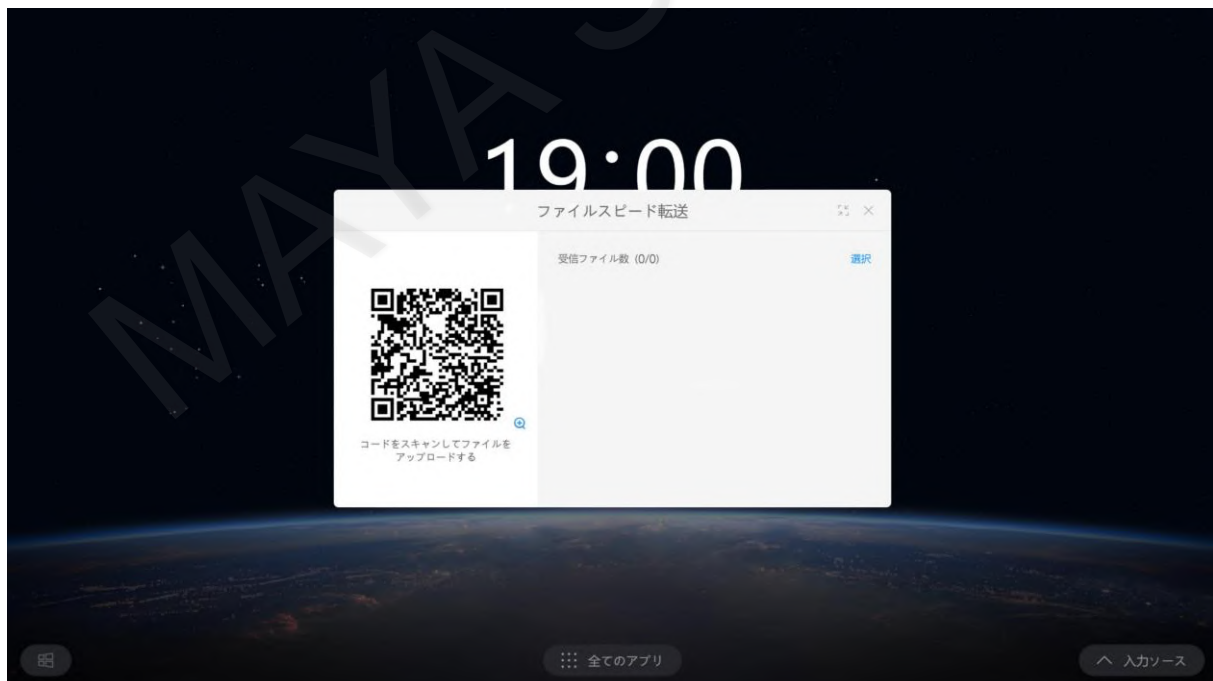 MAYA
19:00
ファイルスピード転送
受信ファイル数 (0/0)
選択
コードをスキャンしてファイルを
アップロードする
全てのアプリ
入力ソース